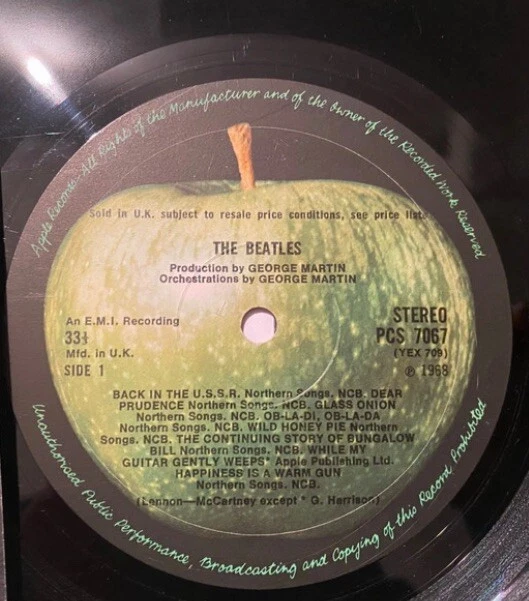 Apple Records. All Rights of the Manufacturer and of the Owner of the Recorded Work Reserved
Sold in U.K. subject to resale price conditions, see price lists
THE BEATLES
Production by GEORGE MARTIN
Orchestrations by GEORGE MARTIN
An E.M.I. Recording
33⅓
Mfd. in U.K.
SIDE 1
STEREO
PCS 7067
(YEX 709)
℗ 1968
BACK IN THE U.S.S.R. Northern Songs. NCB. DEAR
PRUDENCE Northern Songs. NCB. GLASS ONION
Northern Songs. NCB. OB-LA-DI, OB-LA-DA
Northern Songs. NCB. WILD HONEY PIE Northern
Songs. NCB. THE CONTINUING STORY OF BUNGALOW
BILL Northern Songs. NCB. WHILE MY
GUITAR GENTLY WEEPS* Apple Publishing Ltd.
HAPPINESS IS A WARM GUN
Northern Songs. NCB.
(Lennon—McCartney except * G. Harrison)
Unauthorised Public Performance, Broadcasting and Copying of this Record Prohibited